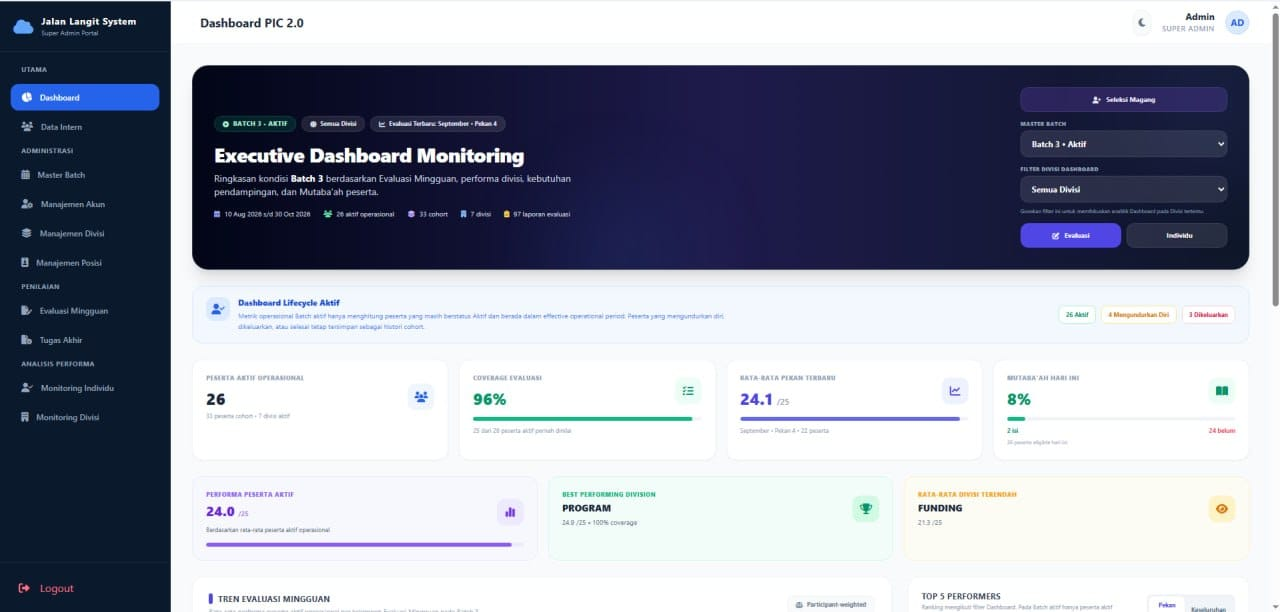 Jalan Langit System
Super Admin Portal
Dashboard PIC 2.0
Admin
SUPER ADMIN
AD
UTAMA
Dashboard
Data Intern
ADMINISTRASI
Master Batch
Manajemen Akun
Manajemen Divisi
Manajemen Posisi
PENILAIAN
Evaluasi Mingguan
Tugas Akhir
ANALISIS PERFORMA
Monitoring Individu
Monitoring Divisi
Logout
BATCH 3 • AKTIF
Semua Divisi
Evaluasi Terbaru: September • Pekan 4
Executive Dashboard Monitoring
Ringkasan kondisi Batch 3 berdasarkan Evaluasi Mingguan, performa divisi, kebutuhan
pendampingan, dan Mutaba'ah peserta.
10 Aug 2026 s/d 30 Oct 2026
26 aktif operasional
33 cohort
7 divisi
97 laporan evaluasi
Seleksi Magang
MASTER BATCH
Batch 3 • Aktif
FILTER DIVISI DASHBOARD
Semua Divisi
Gunakan filter ini untuk memfokuskan analitik Dashboard pada Divisi tertentu.
Evaluasi
Individu
Dashboard Lifecycle Aktif
Metrik operasional Batch aktif hanya menghitung peserta yang masih berstatus Aktif dan berada dalam effective operational period. Peserta yang mengundurkan diri,
dikeluarkan, atau selesai tetap tersimpan sebagai histori cohort.
26 Aktif
4 Mengundurkan Diri
3 Dikeluarkan
PESERTA AKTIF OPERASIONAL
26
33 peserta cohort • 7 divisi aktif
COVERAGE EVALUASI
96%
25 dari 26 peserta aktif pernah dinilai
RATA-RATA PEKAN TERBARU
24.1 /25
September • Pekan 4 • 22 peserta
MUTABA'AH HARI INI
8%
2 isi
24 belum
26 peserta eligible hari ini
PERFORMA PESERTA AKTIF
24.0 /25
Berdasarkan rata-rata peserta aktif operasional
BEST PERFORMING DIVISION
PROGRAM
24.9 /25 • 100% coverage
RATA-RATA DIVISI TERENDAH
FUNDING
21.3 /25
TREN EVALUASI MINGGUAN
Participant-weighted
TOP 5 PERFORMERS
Ranking mengikuti filter Dashboard. Pada Batch aktif hanya peserta aktif
Pekan
Keseluruhan